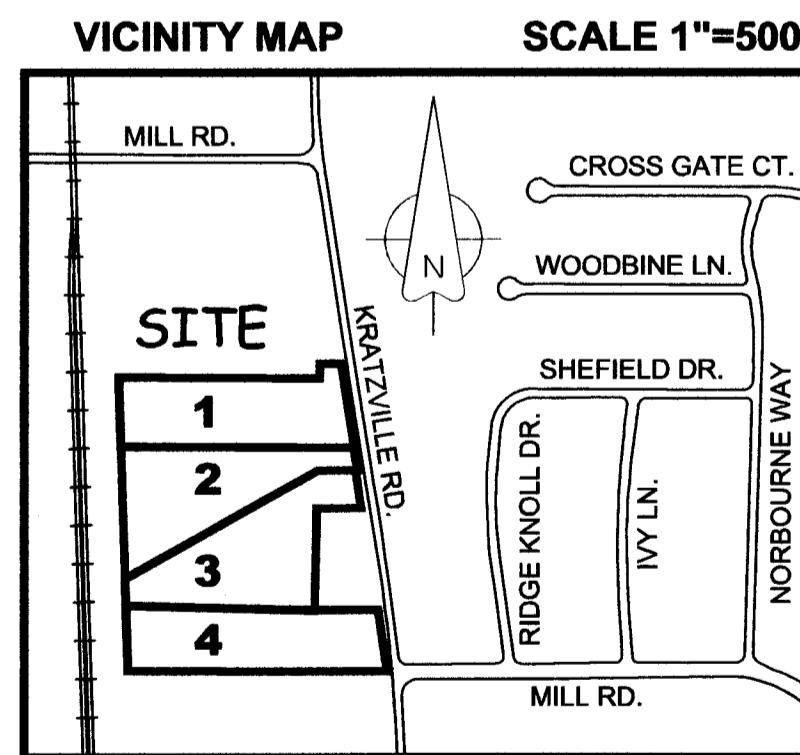 VICINITY MAP
SCALE 1"=500
MILL RD.
CROSS GATE CT.
N
WOODBINE LN.
SITE
KRATZVILLE RD.
SHEFIELD DR.
1
2
3
4
RIDGE KNOLL DR.
IVY LN.
NORBOURNE WAY
MILL RD.